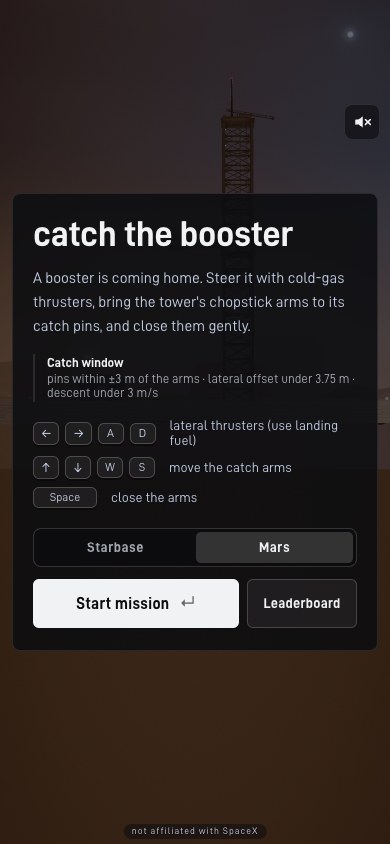 catch the booster
A booster is coming home. Steer it with cold-gas
thrusters, bring the tower's chopstick arms to its
catch pins, and close them gently.
Catch window
pins within ±3 m of the arms · lateral offset under 3.75 m ·
descent under 3 m/s
← → A D lateral thrusters (use landing
fuel)
↑ ↓ W S move the catch arms
Space close the arms
Starbase Mars
Start mission ↵ Leaderboard
not affiliated with SpaceX